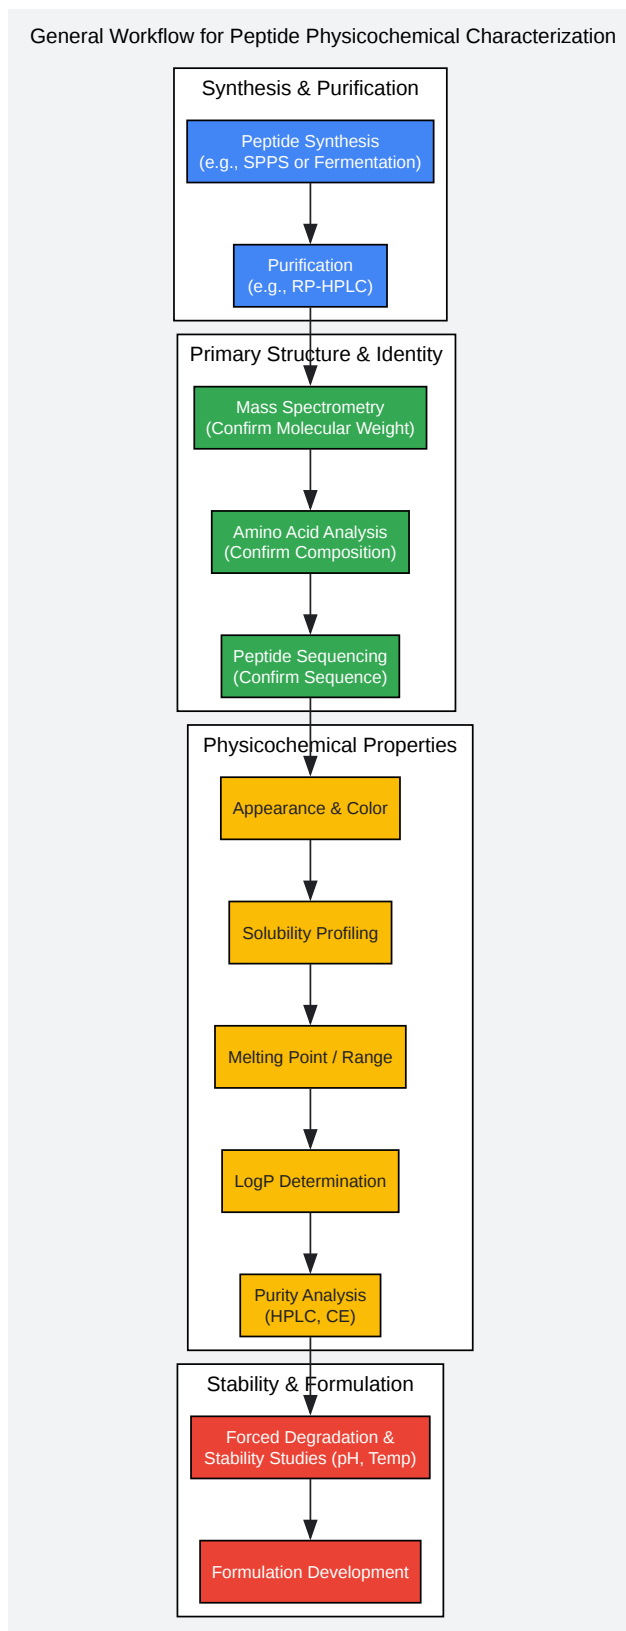 General Workflow for Peptide Physicochemical Characterization
Synthesis & Purification
Peptide Synthesis
(e.g., SPPS or Fermentation)
Purification
(e.g., RP-HPLC)
Primary Structure & Identity
Mass Spectrometry
(Confirm Molecular Weight)
Amino Acid Analysis
(Confirm Composition)
Peptide Sequencing
(Confirm Sequence)
Physicochemical Properties
Appearance & Color
Solubility Profiling
Melting Point / Range
LogP Determination
Purity Analysis
(HPLC, CE)
Stability & Formulation
Forced Degradation &
Stability Studies (pH, Temp)
Formulation Development